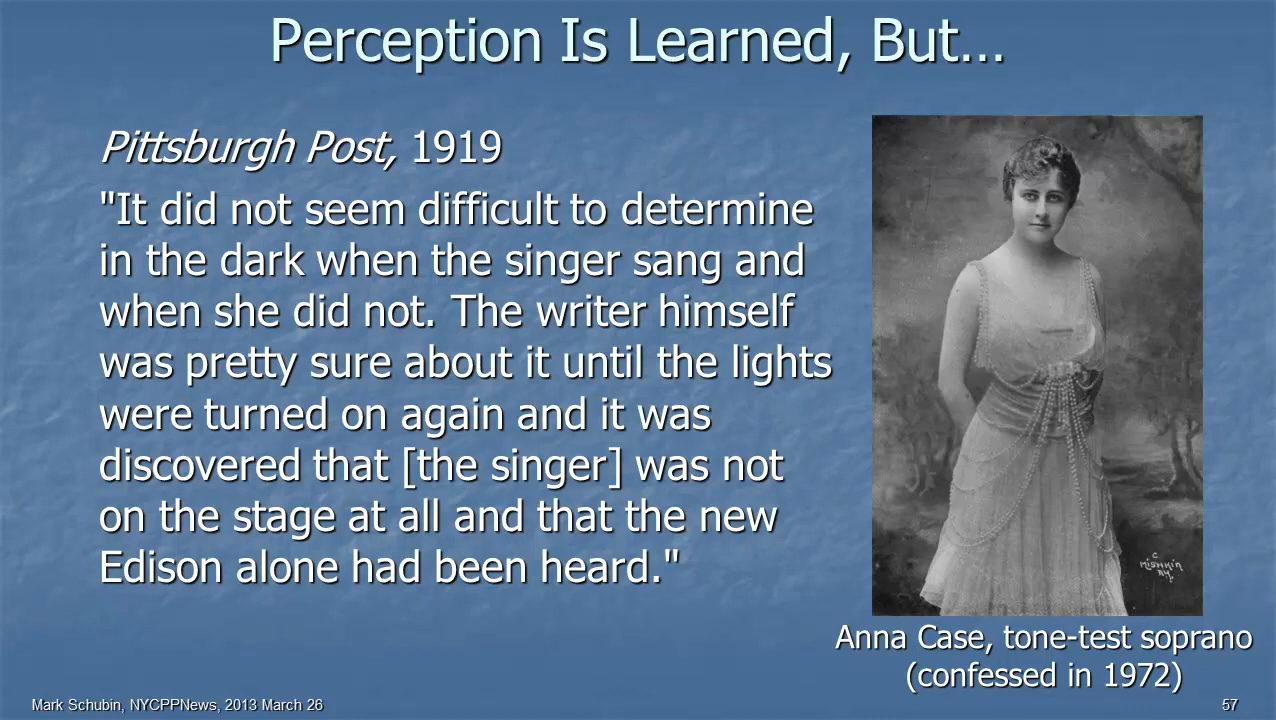 Perception Is Learned, But…
Pittsburgh Post, 1919
"It did not seem difficult to determine
in the dark when the singer sang and
when she did not. The writer himself
was pretty sure about it until the lights
were turned on again and it was
discovered that [the singer] was not
on the stage at all and that the new
Edison alone had been heard."
C
MISHKIN
N.Y.
Anna Case, tone-test soprano
(confessed in 1972)
Mark Schubin, NYCPPNews, 2013 March 26
57